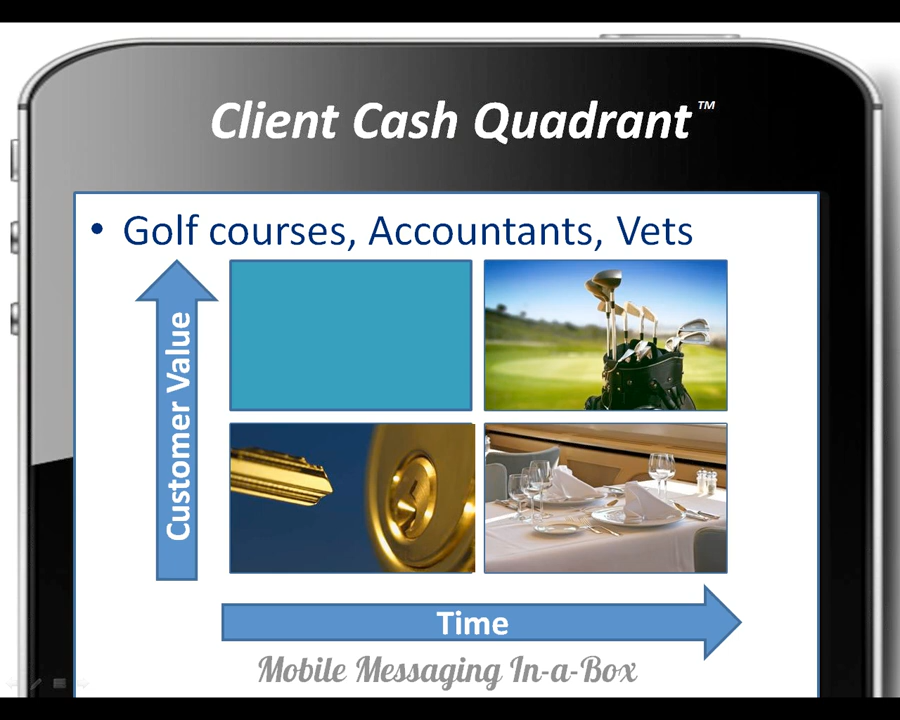 Client Cash Quadrant™
• Golf courses, Accountants, Vets
Customer Value
Time
Mobile Messaging In-a-Box